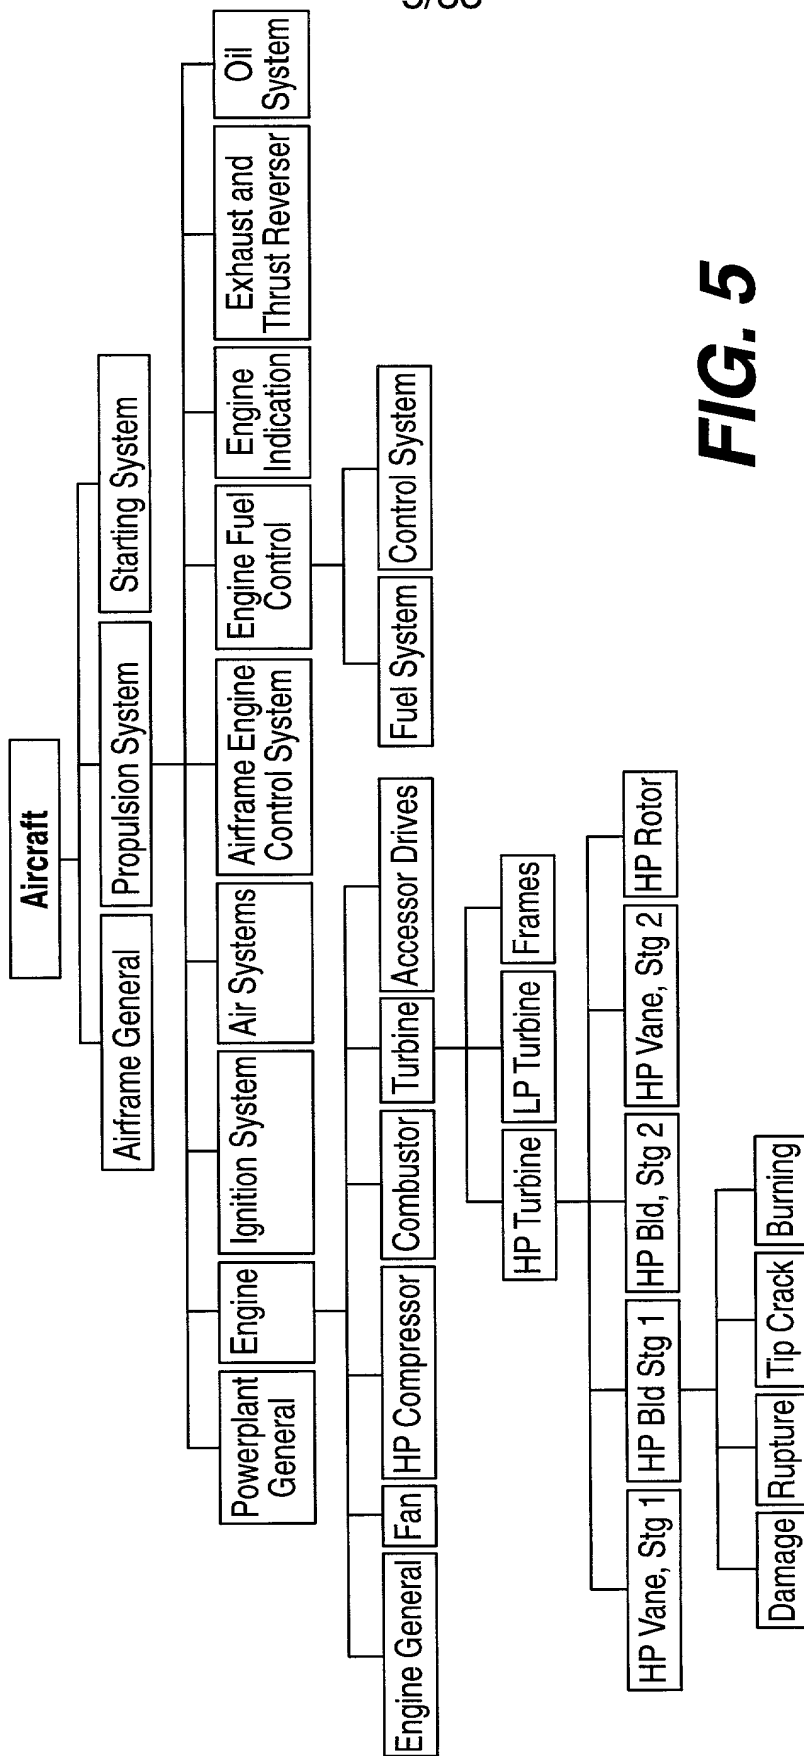 Aircraft
Airframe General
Propulsion System
Starting System
Powerplant
General
Engine
Ignition System
Air Systems
Airframe Engine
Control System
Engine Fuel
Control
Engine
Indication
Exhaust and
Thrust Reverser
Oil
System
Engine General
Fan
HP Compressor
Combustor
Turbine
Accessor Drives
Fuel System
Control System
HP Turbine
LP Turbine
Frames
HP Vane, Stg 1
HP Bld Stg 1
HP Bld, Stg 2
HP Vane, Stg 2
HP Rotor
Damage
Rupture
Tip Crack
Burning
FIG. 5